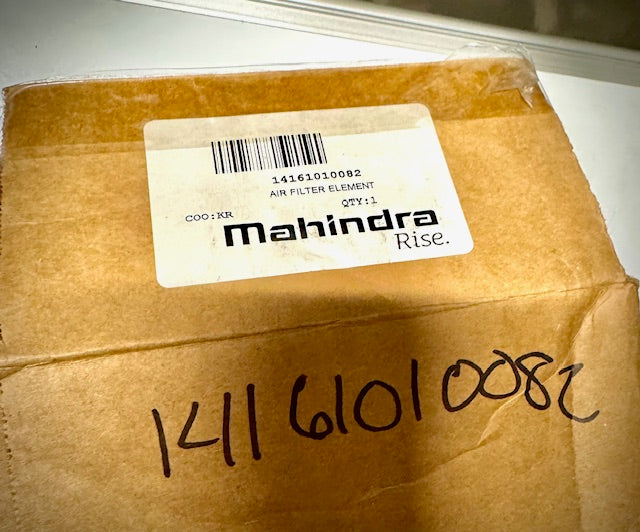 14161010082
AIR FILTER ELEMENT
COO:KR QTY:1
mahindra
Rise.
14161010082